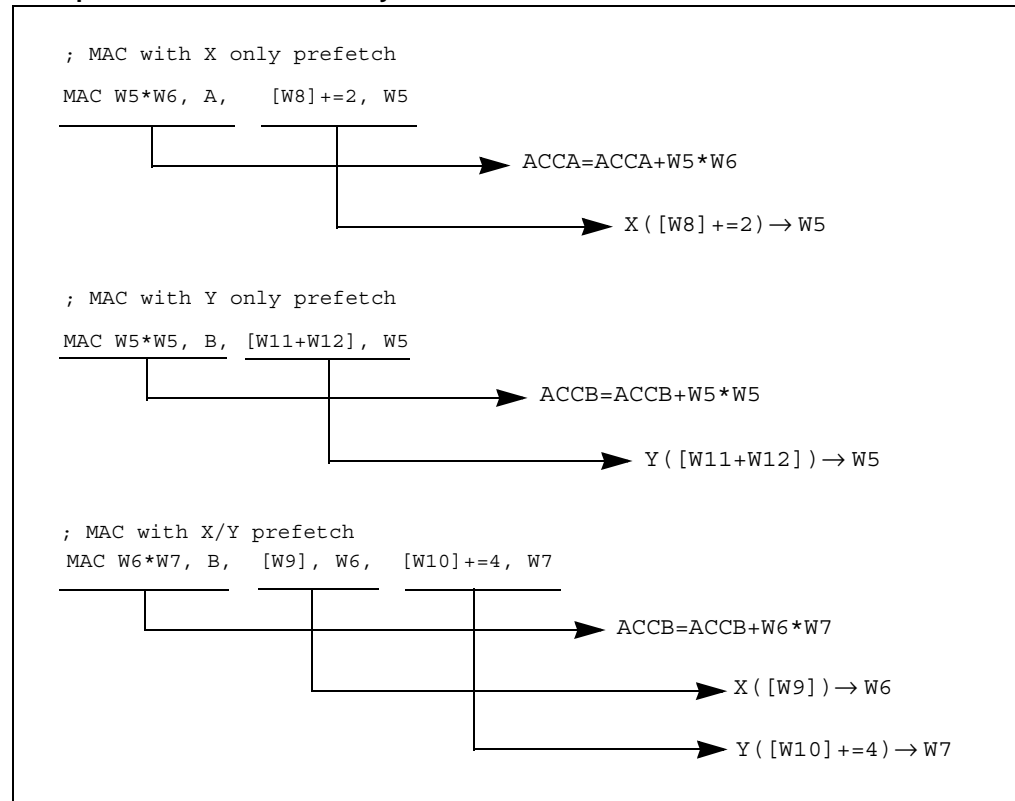 ; MAC with X only prefetch
MAC W5*W6, A, [W8]+=2, W5
ACCA=ACCA+W5*W6
X([W8]+=2)→W5
; MAC with Y only prefetch
MAC W5*W5, B, [W11+W12], W5
ACCB=ACCB+W5*W5
Y([W11+W12])→W5
; MAC with X/Y prefetch
MAC W6*W7, B, [W9], W6, [W10]+=4, W7
ACCB=ACCB+W6*W7
X([W9])→W6
Y([W10]+=4)→W7